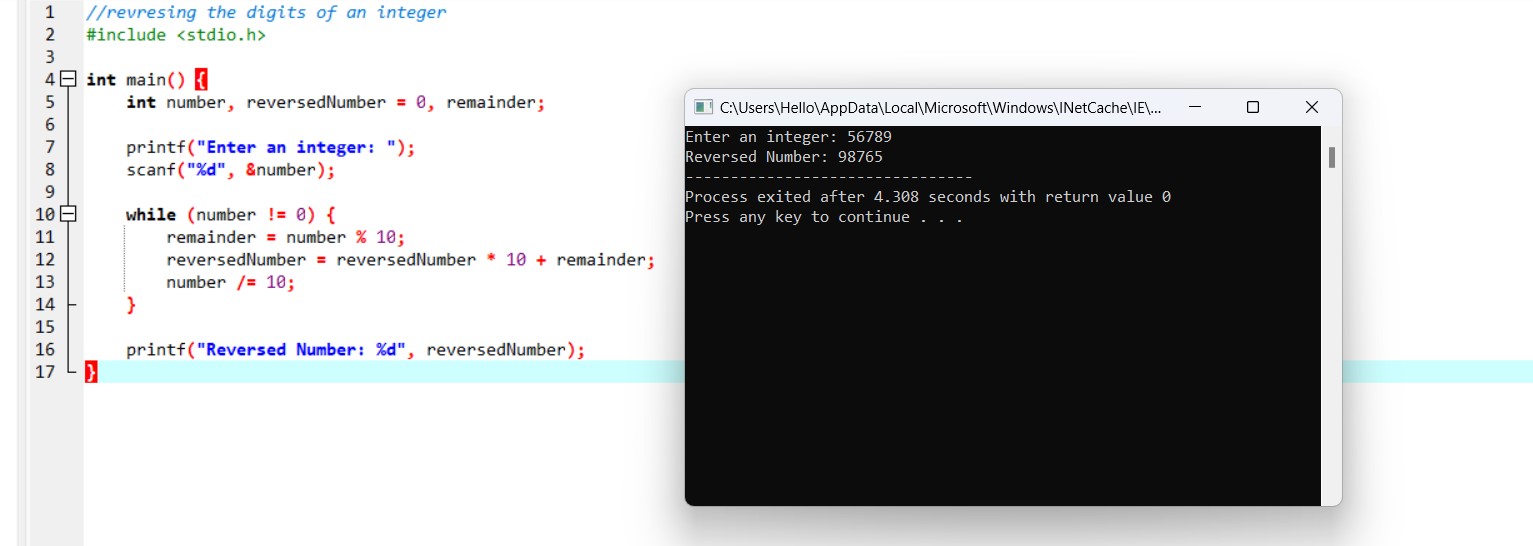 1 //revresing the digits of an integer
2 #include <stdio.h>
3
4 int main() {
5 int number, reversedNumber = 0, remainder;
6
7 printf("Enter an integer: ");
8 scanf("%d", &number);
9
10 while (number != 0) {
11 remainder = number % 10;
12 reversedNumber = reversedNumber * 10 + remainder;
13 number /= 10;
14 }
15
16 printf("Reversed Number: %d", reversedNumber);
17 }
C:\Users\Hello\AppData\Local\Microsoft\Windows\INetCache\IE\...
Enter an integer: 56789
Reversed Number: 98765
--------------------------------
Process exited after 4.308 seconds with return value 0
Press any key to continue . . .